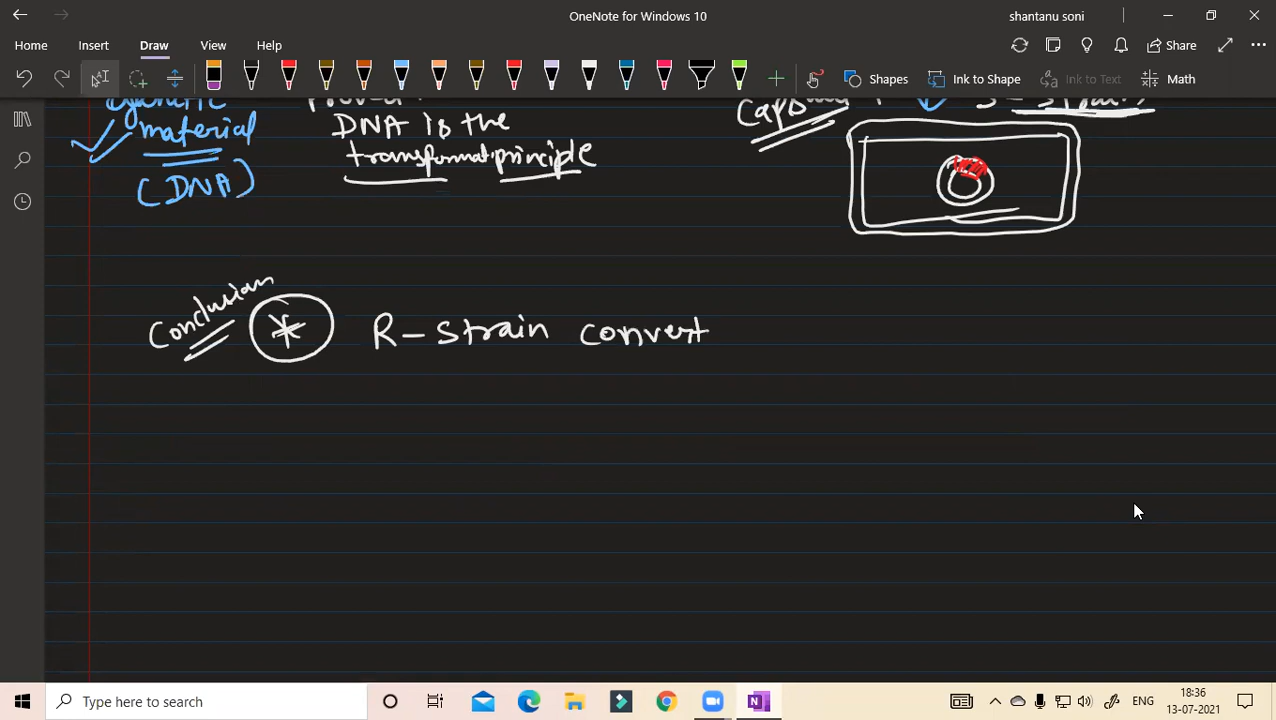 OneNote for Windows 10
shantanu soni
Home Insert Draw View Help
Share
Shapes Ink to Shape Ink to Text Math
material
(DNA)
DNA is the
transformat. principle
Conclusion
* R-strain convert
Type here to search
ENG
18:36
13-07-2021